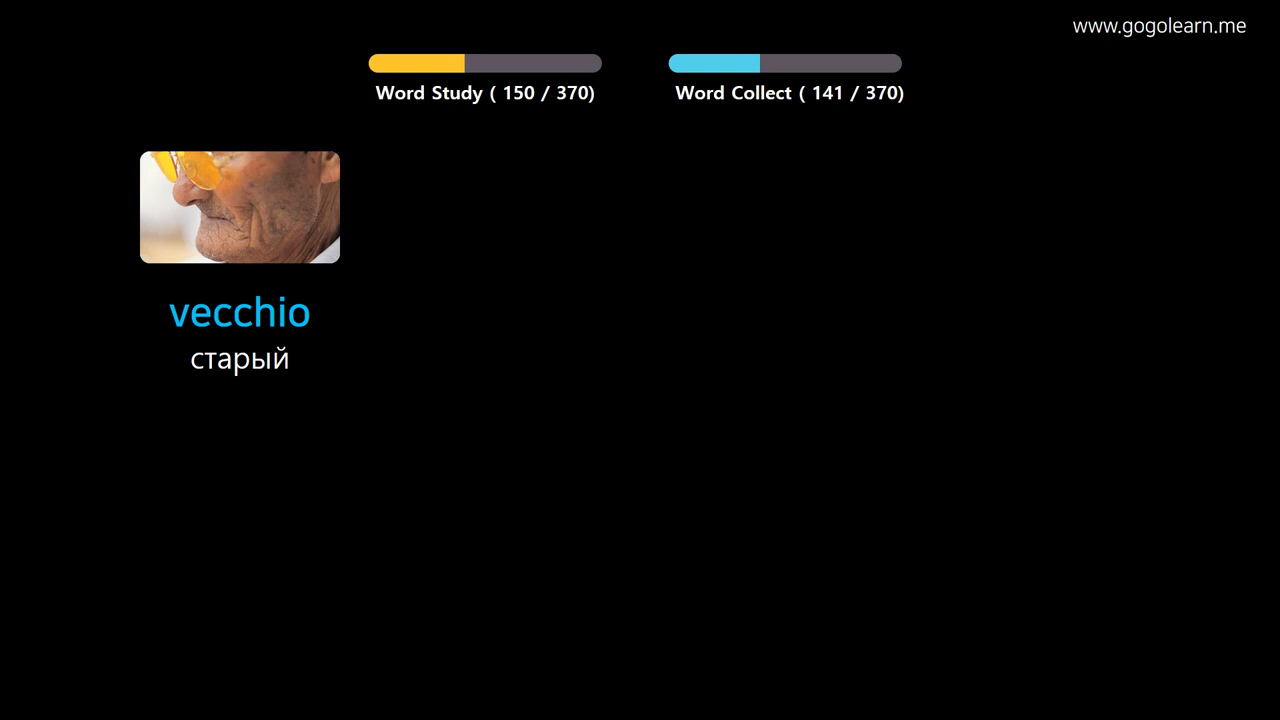 www.gogolearn.me
Word Study ( 150 / 370)
Word Collect ( 141 / 370)
vecchio
старый